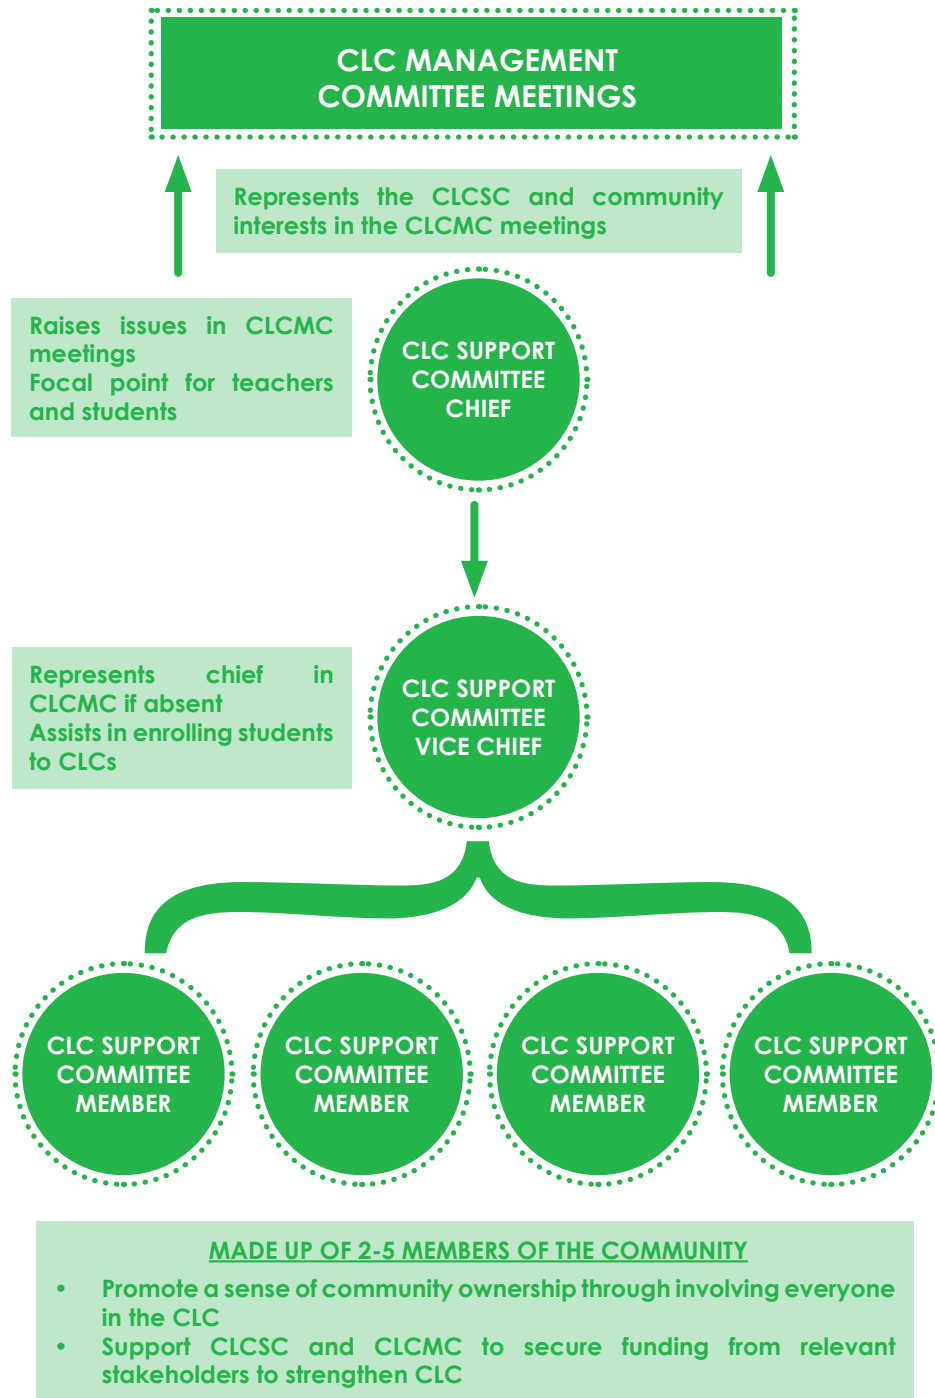 CLC MANAGEMENT
COMMITTEE MEETINGS
Represents the CLCSC and community
interests in the CLCMC meetings
Raises issues in CLCMC
meetings
Focal point for teachers
and students
CLC SUPPORT
COMMITTEE
CHIEF
Represents chief in
CLCMC if absent
Assists in enrolling students
to CLCs
CLC SUPPORT
COMMITTEE
VICE CHIEF
CLC SUPPORT
COMMITTEE
MEMBER
CLC SUPPORT
COMMITTEE
MEMBER
CLC SUPPORT
COMMITTEE
MEMBER
CLC SUPPORT
COMMITTEE
MEMBER
MADE UP OF 2-5 MEMBERS OF THE COMMUNITY
• Promote a sense of community ownership through involving everyone
in the CLC
• Support CLCSC and CLCMC to secure funding from relevant
stakeholders to strengthen CLC